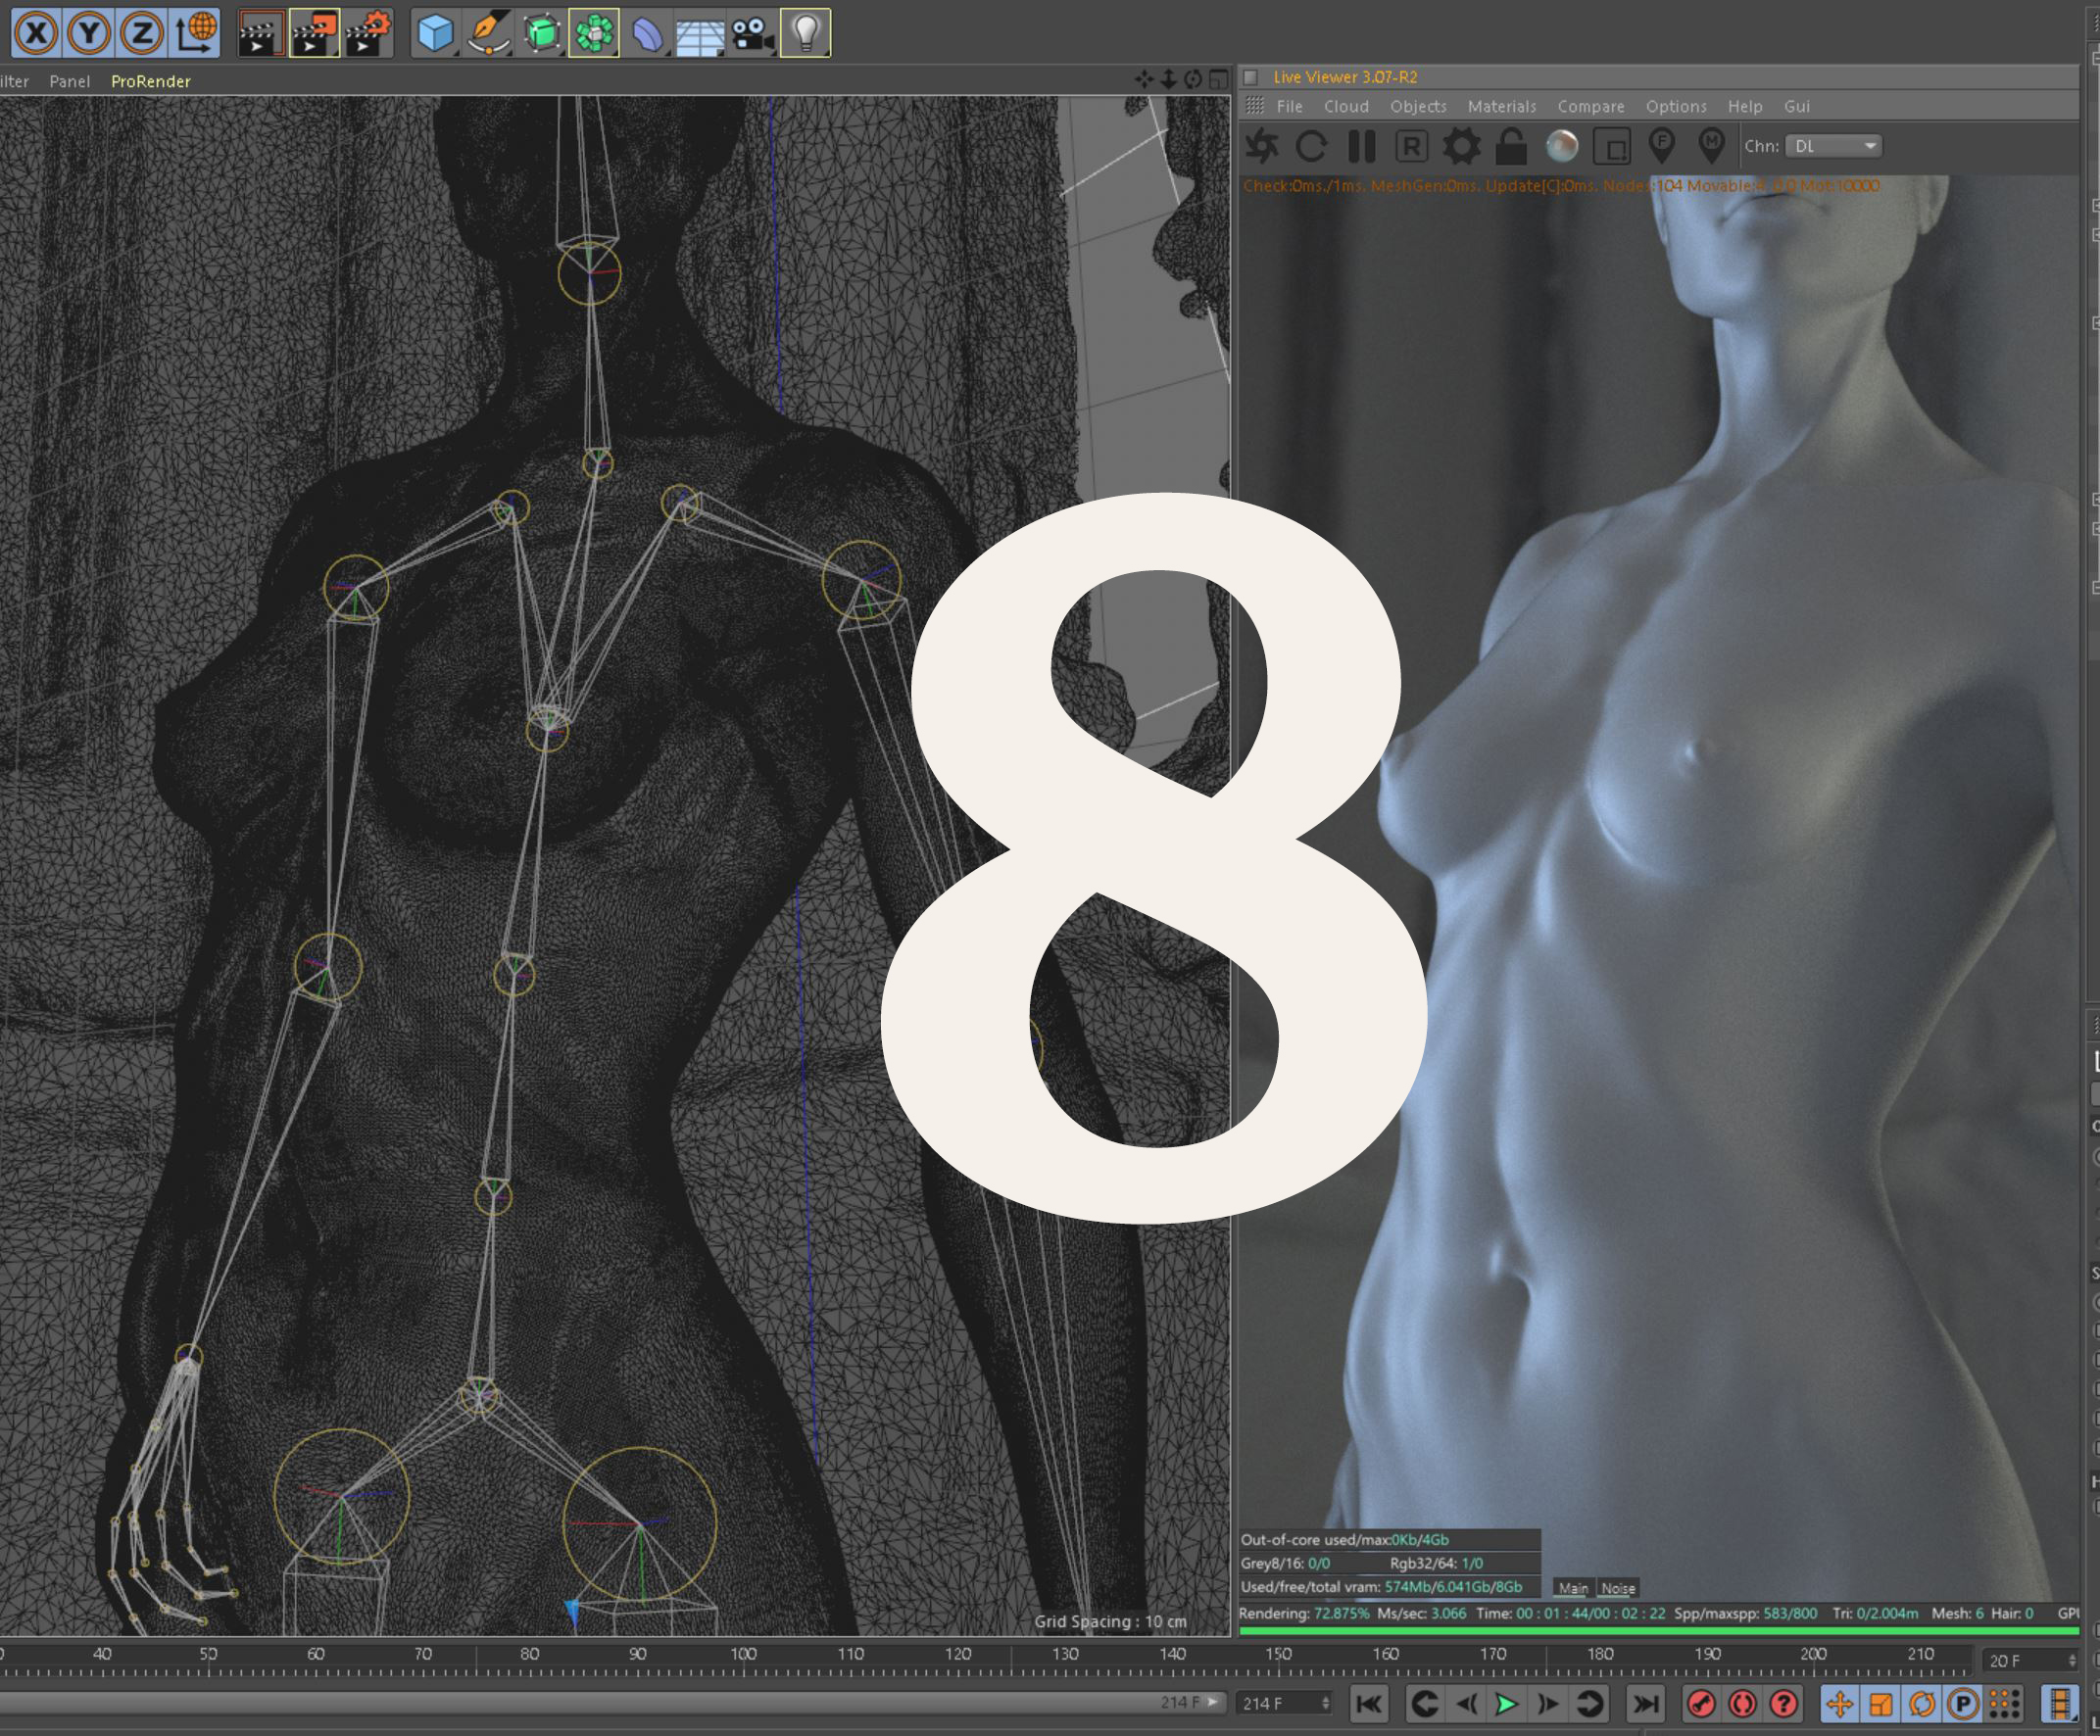 X Y Z
ilter Panel ProRender
Live Viewer 3.07-R2
File Cloud Objects Materials Compare Options Help Gui
R F M Chn: DL
Check:0ms./1ms. MeshGen:0ms. Update[C]:0ms. Nodes:104 Movable:4 0:0
8
Out-of-core used/max:0Kb/4Gb
Grey8/16: 0/0 Rgb32/64: 1/0
Used/free/total vram: 574Mb/6.041Gb/8Gb Main Noise
Grid Spacing : 10 cm
Rendering: 72.875% Ms/sec: 3.066 Time: 00 : 01 : 44/00 : 02 : 22 Spp/maxspp: 583/800 Tri: 0/2.004m Mesh: 6 Hair: 0 GPU
40 50 60 70 80 90 100 110 120 130 140 150 160 170 180 190 200 210 20 F
214 F 214 F ? P